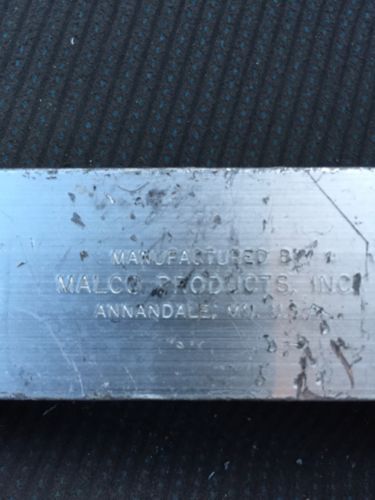 MANUFACTURED BY
MALCO PRODUCTS, INC.
ANNANDALE, MN. U.S.A.